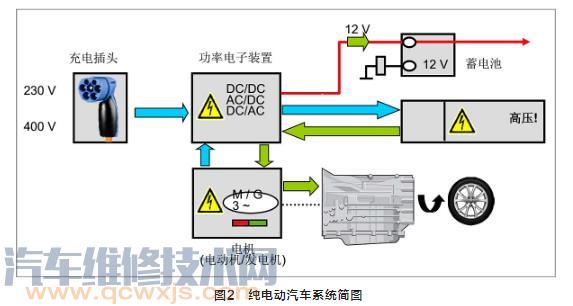 充电插头
230 V
400 V
功率电子装置
DC/DC
AC/DC
DC/AC
12 V
12 V
蓄电池
高压!
M / G
3 ~
电机
(电动机/发电机)
汽车维修技术网
www.qcwxjs.com
图2 纯电动汽车系统简图